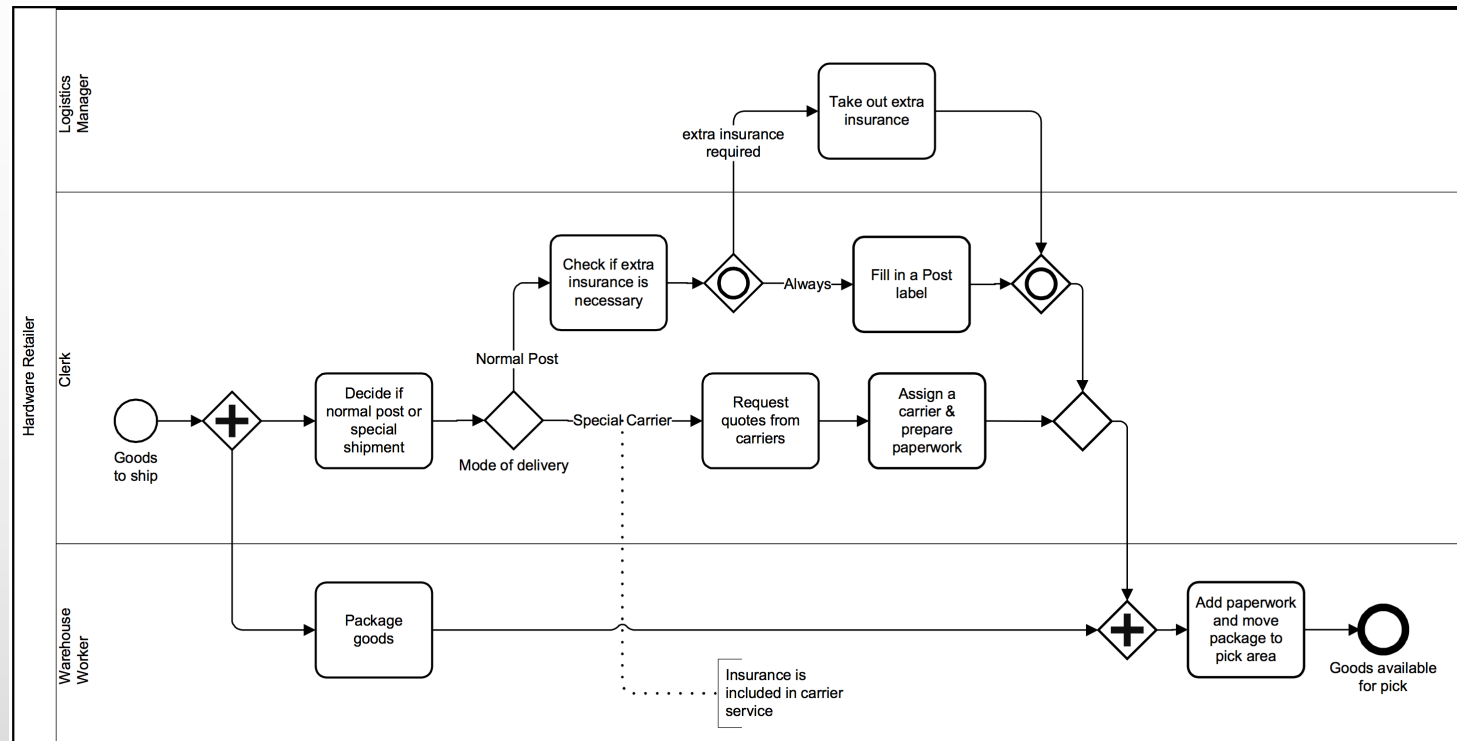 Hardware Retailer
Logistics
Manager
Take out extra
insurance
extra insurance
required
Clerk
Check if extra
insurance is
necessary
Always
Fill in a Post
label
Normal Post
Goods
to ship
Decide if
normal post or
special
shipment
Mode of delivery
Special Carrier
Request
quotes from
carriers
Assign a
carrier &
prepare
paperwork
Warehouse
Worker
Package
goods
Insurance is
included in carrier
service
Add paperwork
and move
package to
pick area
Goods available
for pick